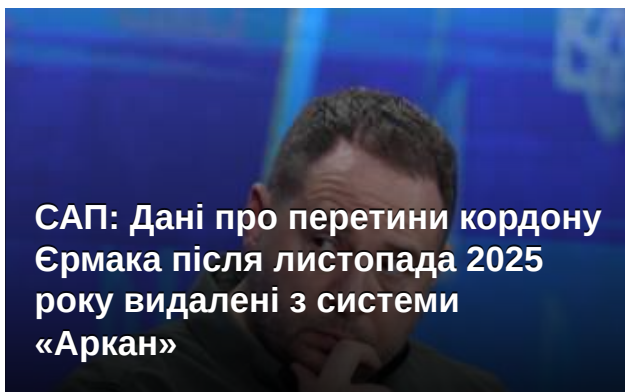 САП: Дані про перетини кордону
Єрмака після листопада 2025
року видалені з системи
«Аркан»